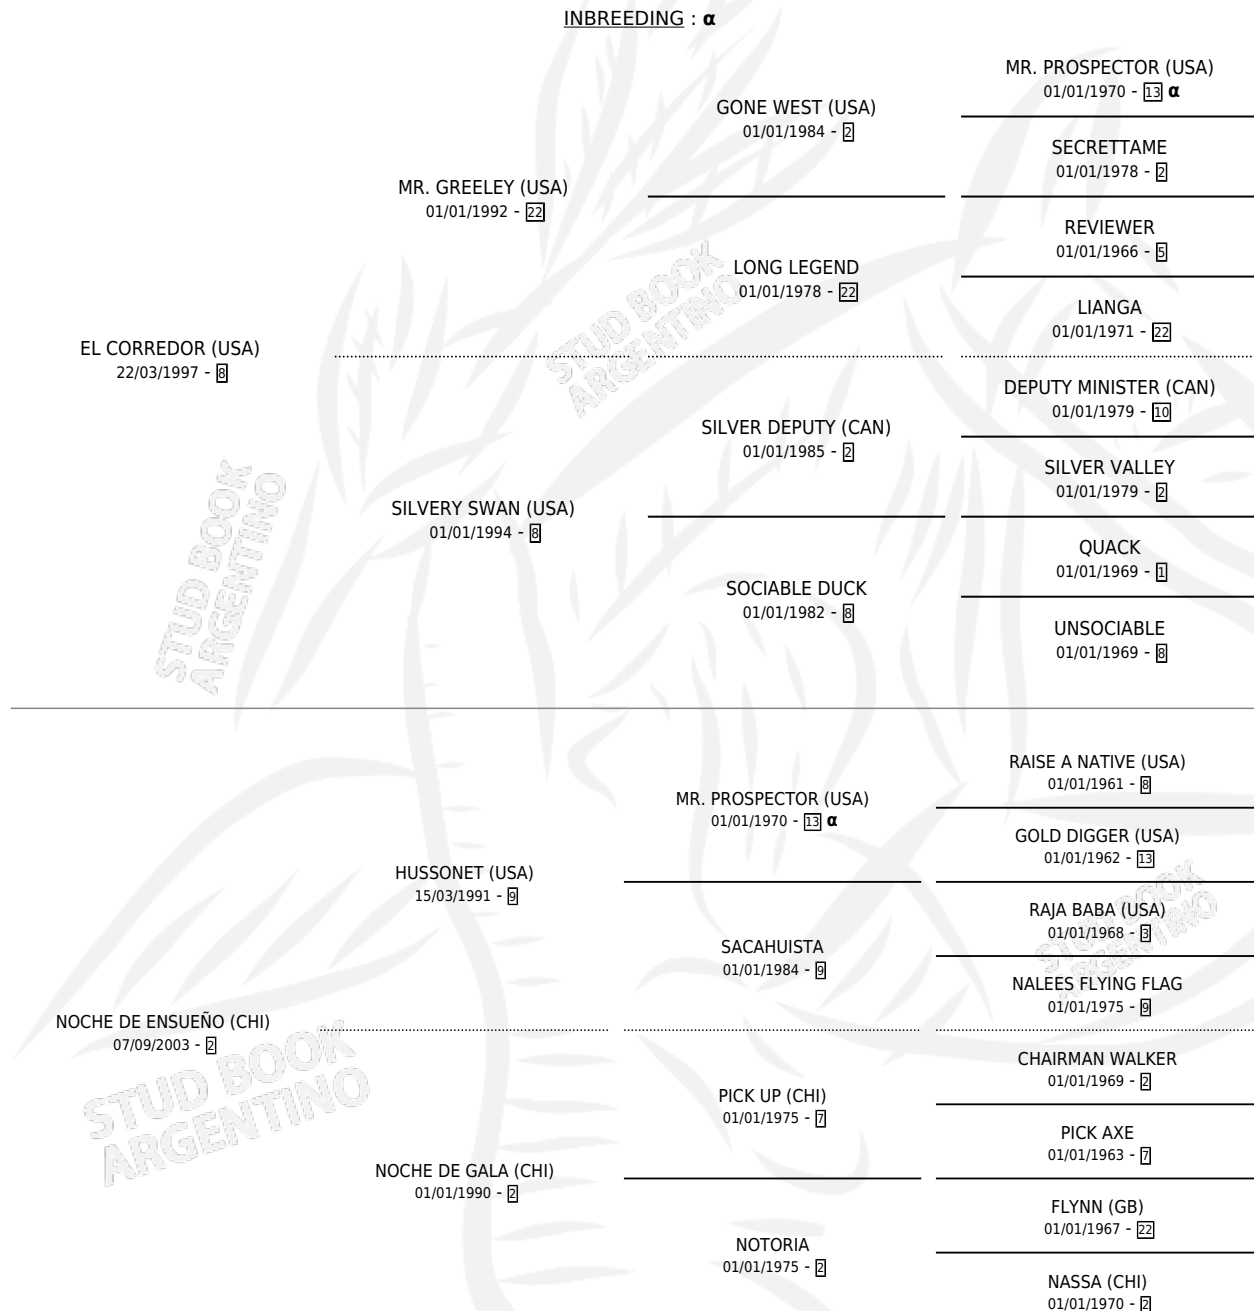 INBREEDING : α
MR. PROSPECTOR (USA)
01/01/1970 - 13 α
GONE WEST (USA)
01/01/1984 - 2
SECRETTAME
01/01/1978 - 2
MR. GREELEY (USA)
01/01/1992 - 22
REVIEWER
01/01/1966 - 5
LONG LEGEND
01/01/1978 - 22
LIANGA
01/01/1971 - 22
EL CORREDOR (USA)
22/03/1997 - 8
DEPUTY MINISTER (CAN)
01/01/1979 - 10
SILVER DEPUTY (CAN)
01/01/1985 - 2
SILVER VALLEY
01/01/1979 - 2
SILVERY SWAN (USA)
01/01/1994 - 8
QUACK
01/01/1969 - 1
SOCIABLE DUCK
01/01/1982 - 8
UNSOCIABLE
01/01/1969 - 8
RAISE A NATIVE (USA)
01/01/1961 - 8
MR. PROSPECTOR (USA)
01/01/1970 - 13 α
GOLD DIGGER (USA)
01/01/1962 - 13
HUSSONET (USA)
15/03/1991 - 9
RAJA BABA (USA)
01/01/1968 - 3
SACAHUISTA
01/01/1984 - 9
NALEES FLYING FLAG
01/01/1975 - 9
NOCHE DE ENSUEÑO (CHI)
07/09/2003 - 2
CHAIRMAN WALKER
01/01/1969 - 2
PICK UP (CHI)
01/01/1975 - 7
PICK AXE
01/01/1963 - 7
NOCHE DE GALA (CHI)
01/01/1990 - 2
FLYNN (GB)
01/01/1967 - 22
NOTORIA
01/01/1975 - 2
NASSA (CHI)
01/01/1970 - 2
STUD BOOK
ARGENTINO
STUD BOOK
ARGENTINO
STUD BOOK
ARGENTINO
STUD BOOK
ARGENTINO